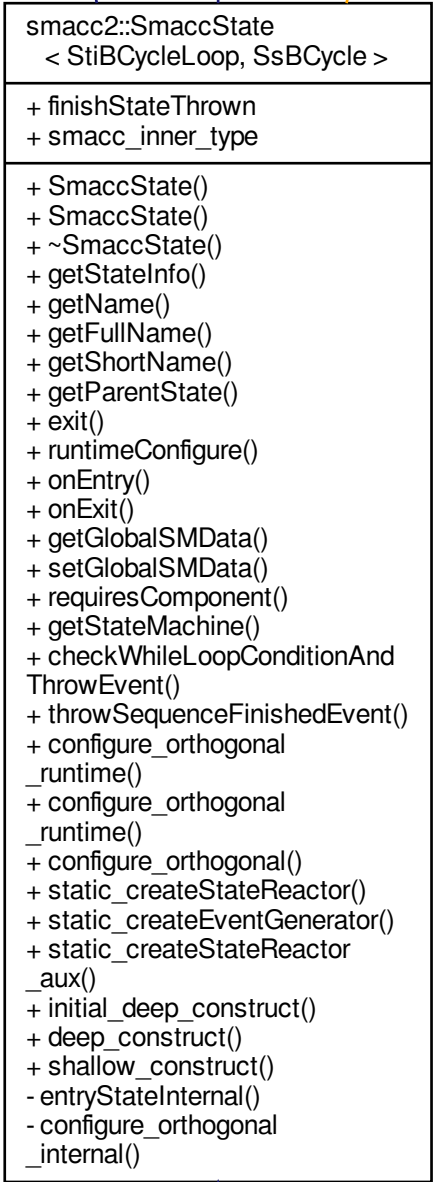 smacc2::SmaccState
< StiBCycleLoop, SsBCycle >
+ finishStateThrown
+ smacc_inner_type
+ SmaccState()
+ SmaccState()
+ ~SmaccState()
+ getStateInfo()
+ getName()
+ getFullName()
+ getShortName()
+ getParentState()
+ exit()
+ runtimeConfigure()
+ onEntry()
+ onExit()
+ getGlobalSMData()
+ setGlobalSMData()
+ requiresComponent()
+ getStateMachine()
+ checkWhileLoopConditionAnd
ThrowEvent()
+ throwSequenceFinishedEvent()
+ configure_orthogonal
_runtime()
+ configure_orthogonal
_runtime()
+ configure_orthogonal()
+ static_createStateReactor()
+ static_createEventGenerator()
+ static_createStateReactor
_aux()
+ initial_deep_construct()
+ deep_construct()
+ shallow_construct()
- entryStateInternal()
- configure_orthogonal
_internal()